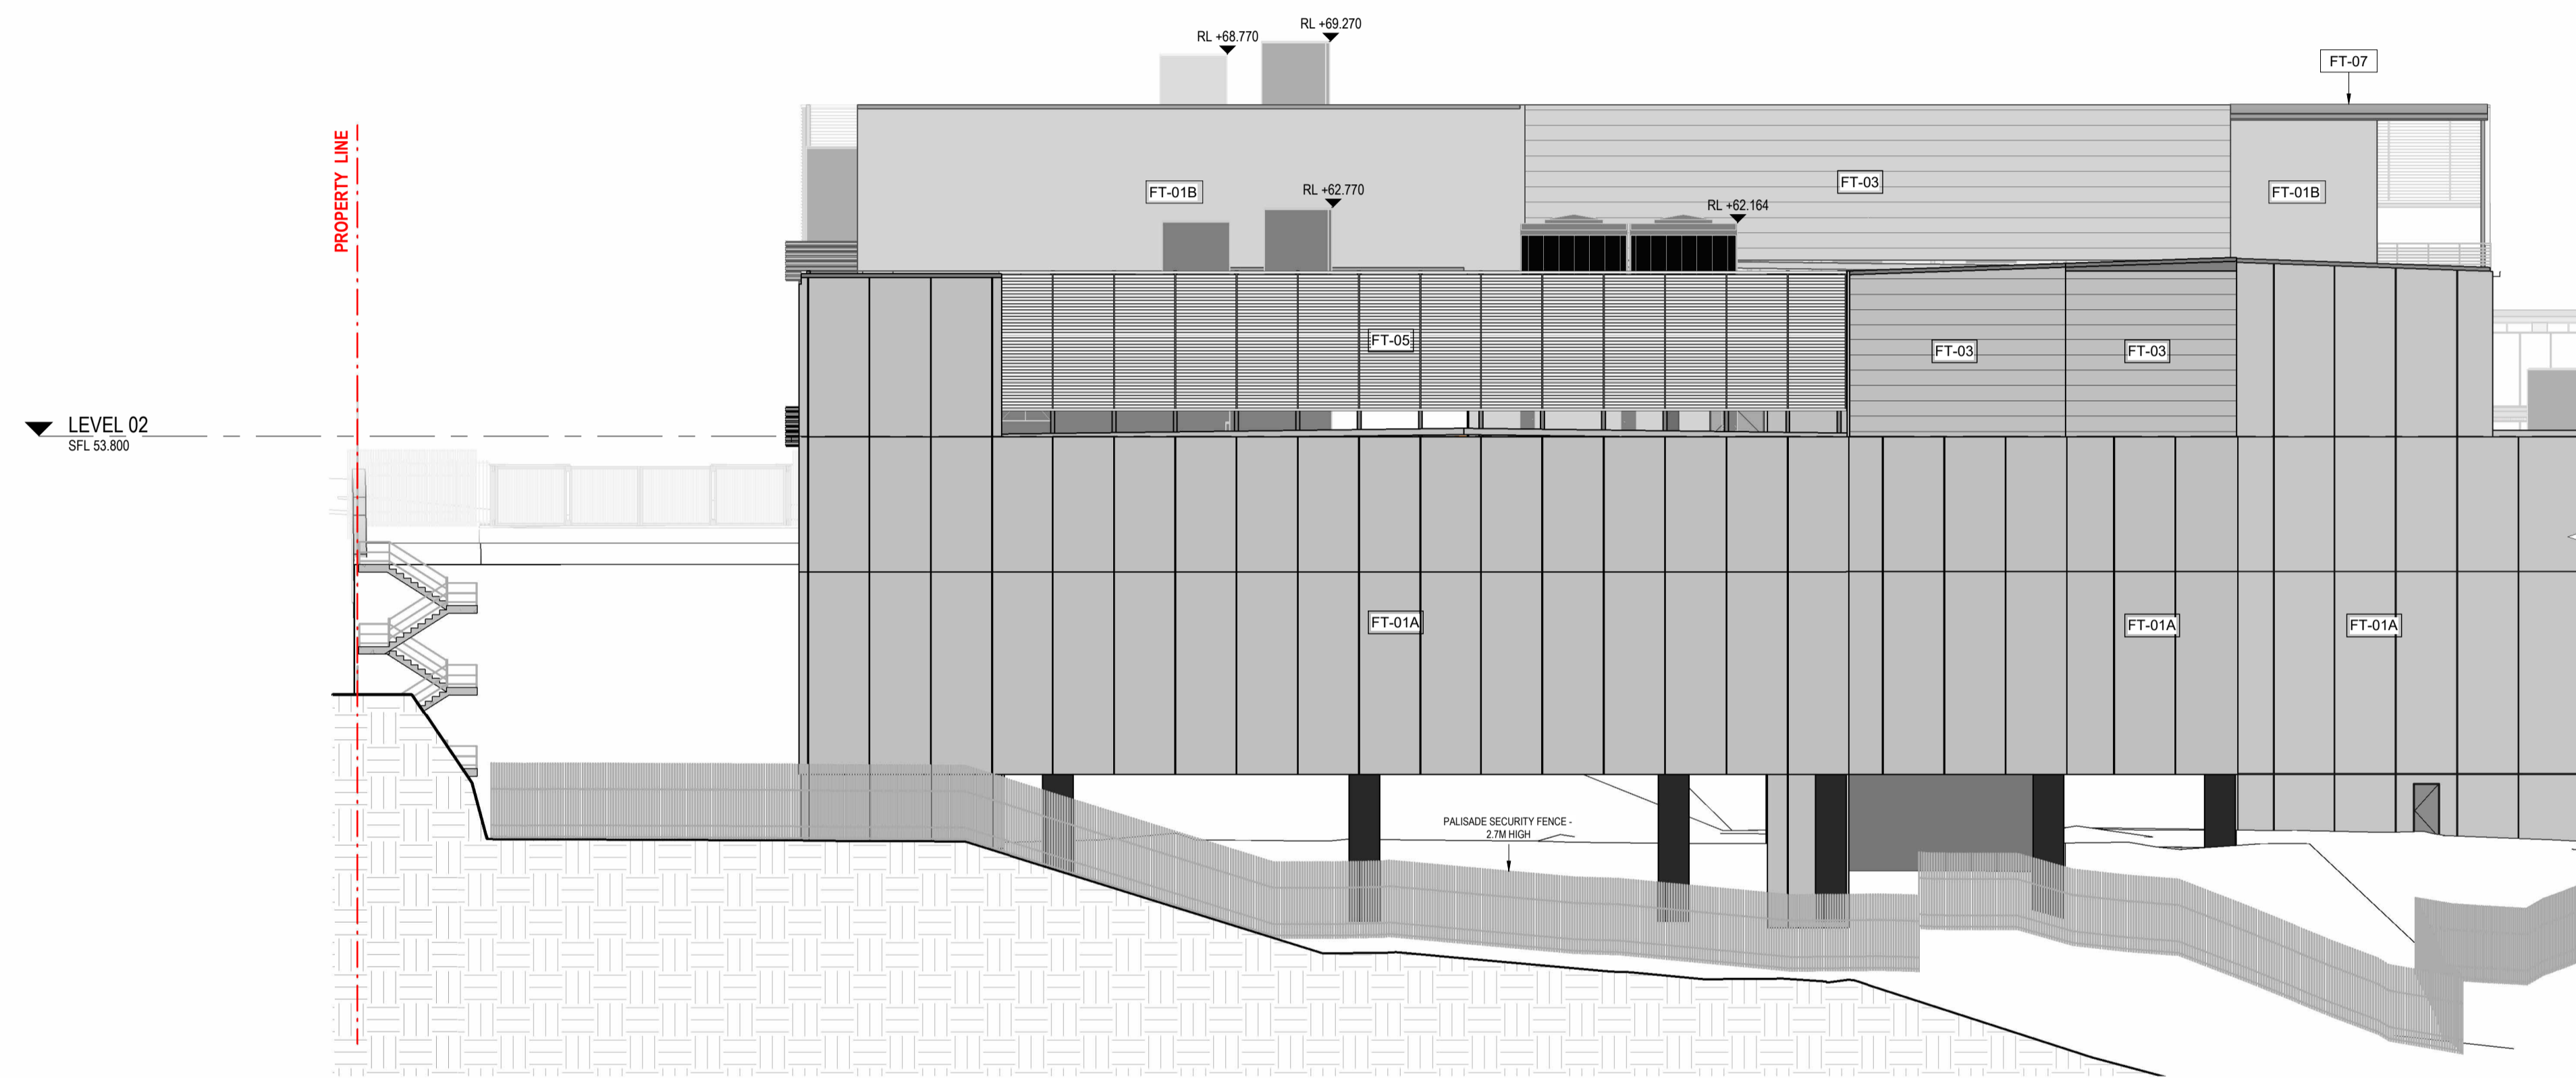 RL +69.270
RL +68.770
FT-07
PROPERTY LINE
FT-01B
RL +62.770
FT-03
RL +62.164
FT-01B
FT-05
FT-03
FT-03
LEVEL 02
SFL 53.800
FT-01A
FT-01A
FT-01A
PALISADE SECURITY FENCE -
2.7M HIGH